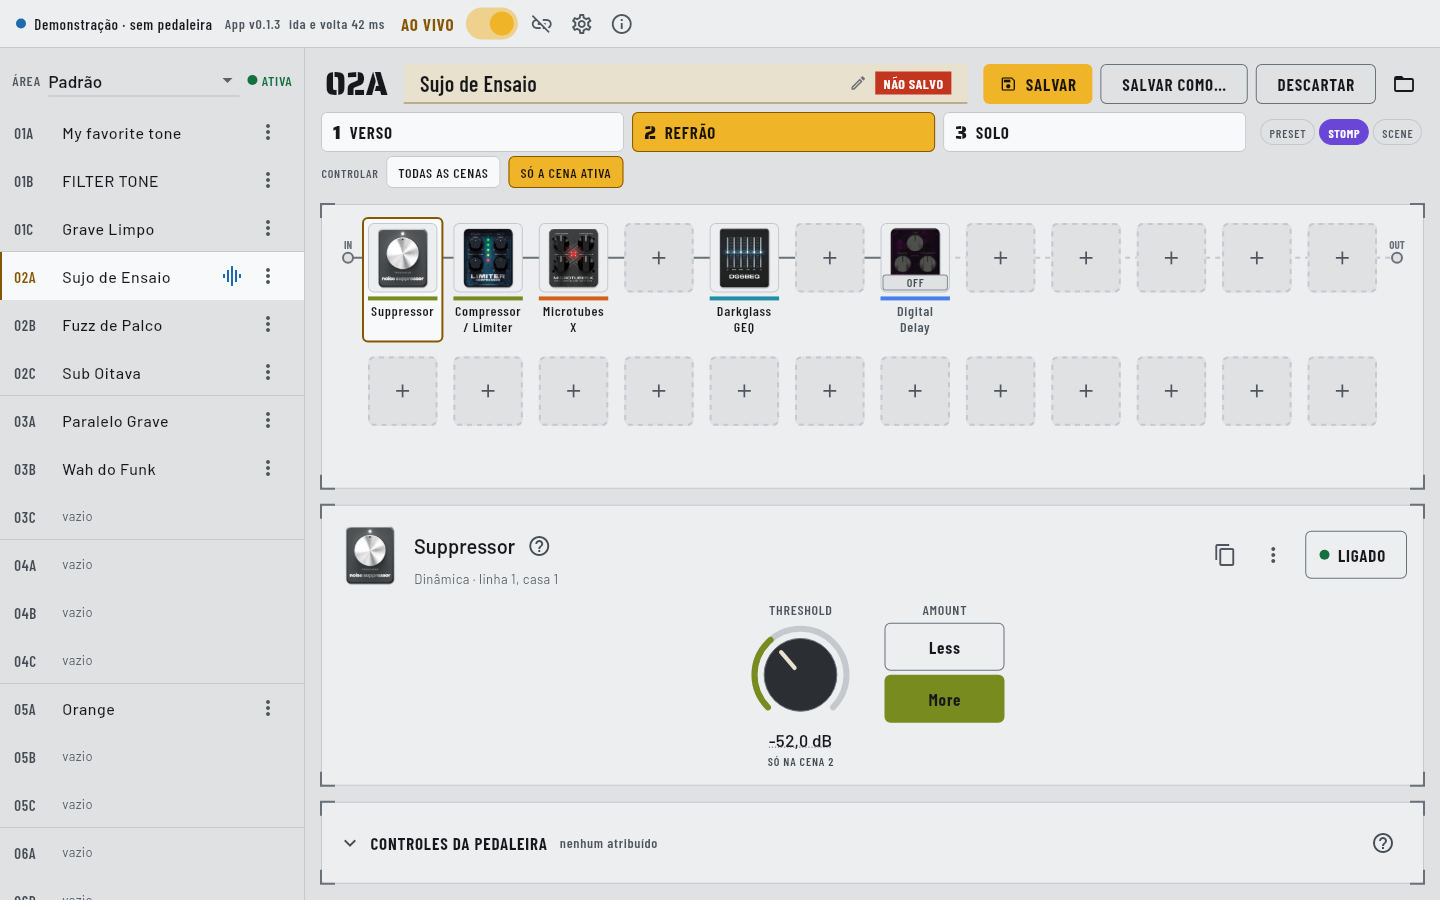 Demonstração · sem pedaleira App v0.1.3 ida e volta 42 ms AO VIVO
ÁREA Padrão ATIVA
01A My favorite tone
01B FILTER TONE
01C Grave Limpo
02A Sujo de Ensaio
02B Fuzz de Palco
02C Sub Oitava
03A Paralelo Grave
03B Wah do Funk
03C vazio
04A vazio
04B vazio
04C vazio
05A Orange
05B vazio
05C vazio
06A vazio
02A Sujo de Ensaio NÃO SALVO SALVAR SALVAR COMO... DESCARTAR
1 VERSO 2 REFRÃO 3 SOLO PRESET STOMP SCENE
CONTROLAR TODAS AS CENAS SÓ A CENA ATIVA
IN OUT
noise suppressor LIMITER MICROTUBES X DGGBEQ OFF
Suppressor Compressor Microtubes Darkglass Digital
/ Limiter X GEQ Delay
Suppressor
Dinâmica · linha 1, casa 1
LIGADO
THRESHOLD AMOUNT
Less
More
-52,0 dB
SÓ NA CENA 2
CONTROLES DA PEDALEIRA nenhum atribuído